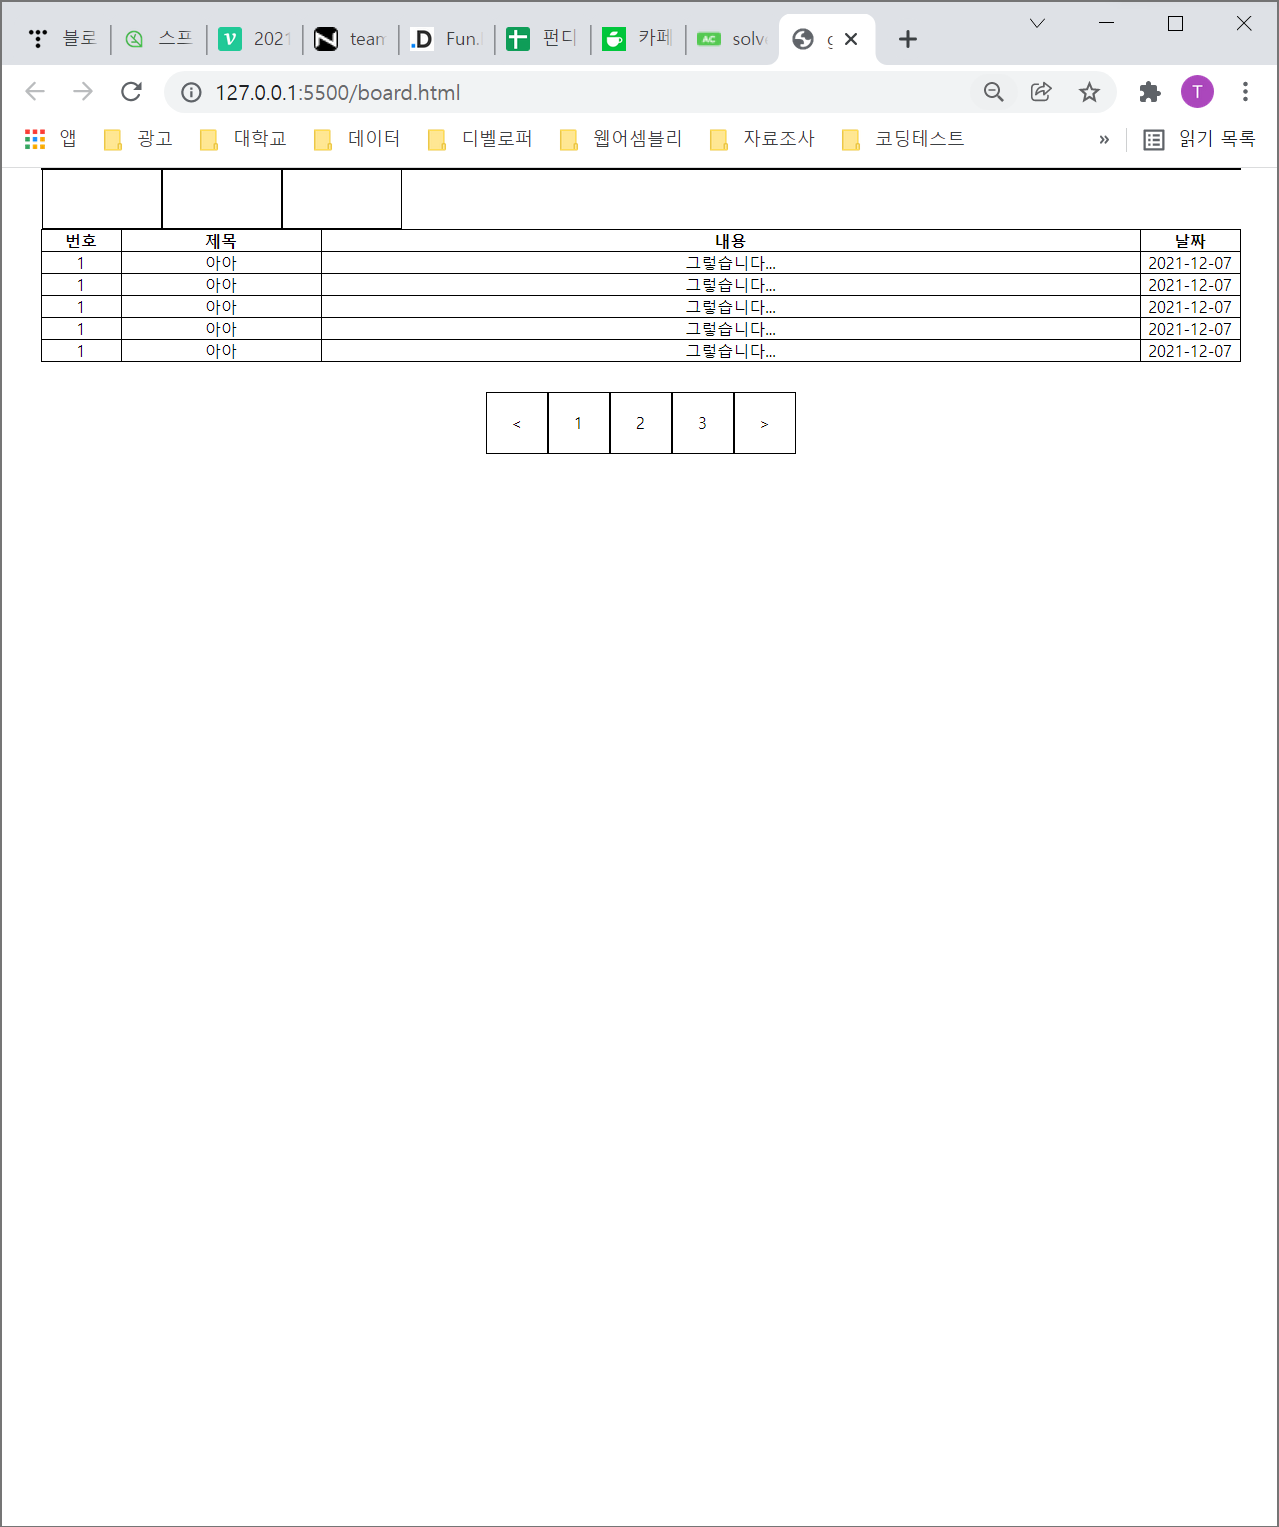 블로 스프 2021 team Fun. 펀디 카페 solve g
127.0.0.1:5500/board.html T
앱 광고 대학교 데이터 디벨로퍼 웹어셈블리 자료조사 코딩테스트 » 읽기 목록
번호 제목 내용 날짜
1 아아 그렇습니다... 2021-12-07
1 아아 그렇습니다... 2021-12-07
1 아아 그렇습니다... 2021-12-07
1 아아 그렇습니다... 2021-12-07
1 아아 그렇습니다... 2021-12-07
< 1 2 3 >